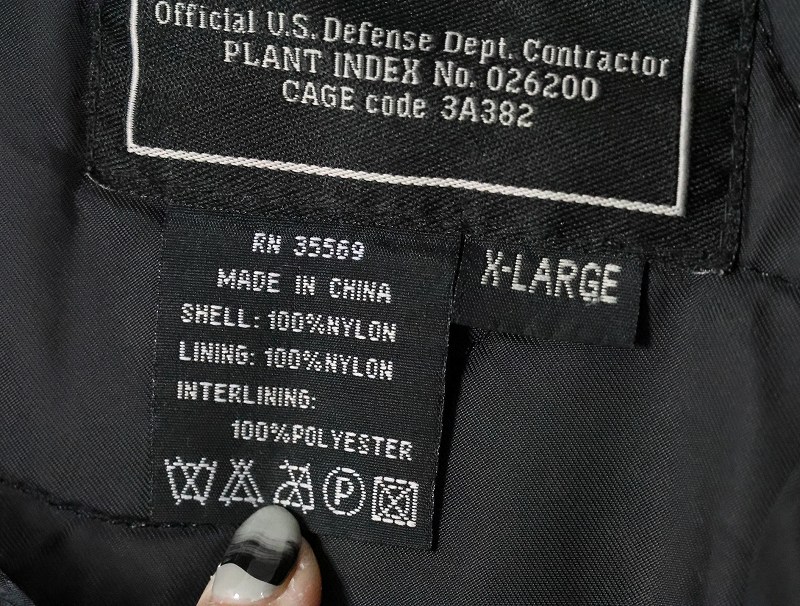 Official U.S. Defense Dept. Contractor
PLANT INDEX No. 026200
CAGE code 3A382
RN 35569
MADE IN CHINA
SHELL: 100%NYLON
LINING: 100%NYLON
INTERLINING:
100%POLYESTER
P
X-LARGE